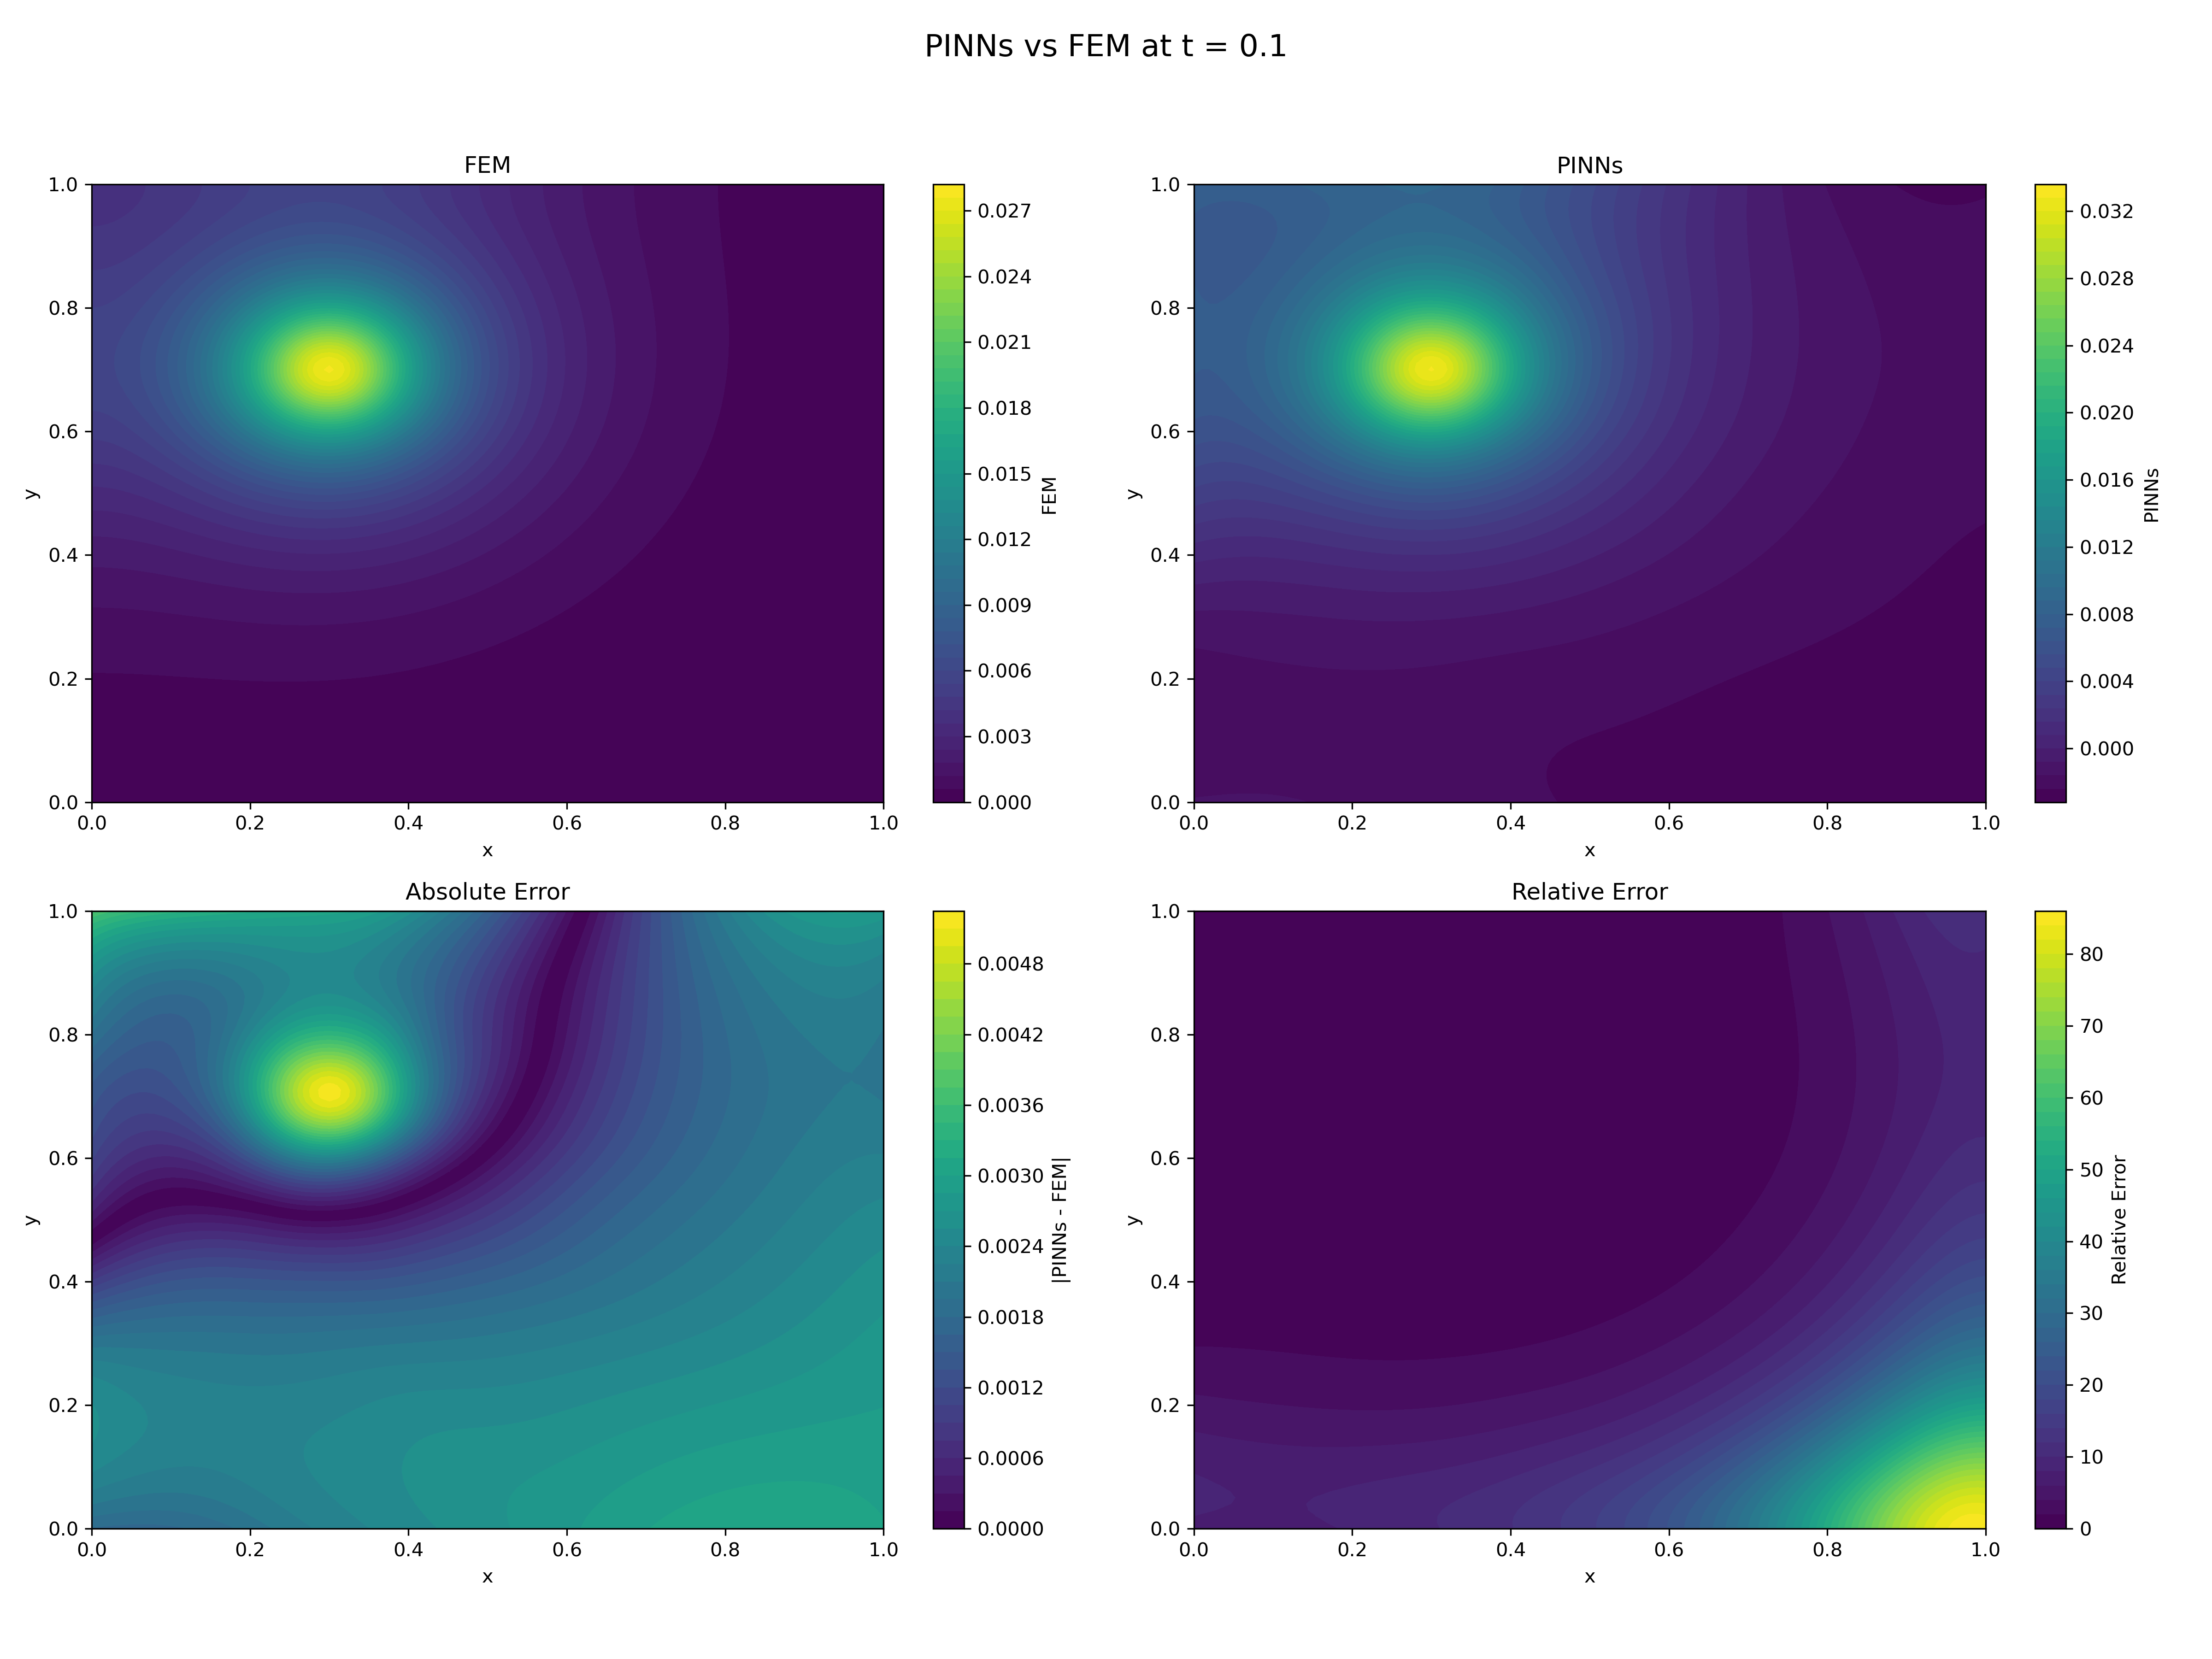 PINNs vs FEM at t = 0.1
FEM
1.0
0.8
0.6
0.4
0.2
0.0
0.0 0.2 0.4 0.6 0.8 1.0
x
y
0.027
0.024
0.021
0.018
0.015
0.012
0.009
0.006
0.003
0.000
FEM
PINNs
1.0
0.8
0.6
0.4
0.2
0.0
0.0 0.2 0.4 0.6 0.8 1.0
x
y
0.032
0.028
0.024
0.020
0.016
0.012
0.008
0.004
0.000
PINNs
Absolute Error
1.0
0.8
0.6
0.4
0.2
0.0
0.0 0.2 0.4 0.6 0.8 1.0
x
y
0.0048
0.0042
0.0036
0.0030
0.0024
0.0018
0.0012
0.0006
0.0000
|PINNs - FEM|
Relative Error
1.0
0.8
0.6
0.4
0.2
0.0
0.0 0.2 0.4 0.6 0.8 1.0
x
y
80
70
60
50
40
30
20
10
0
Relative Error